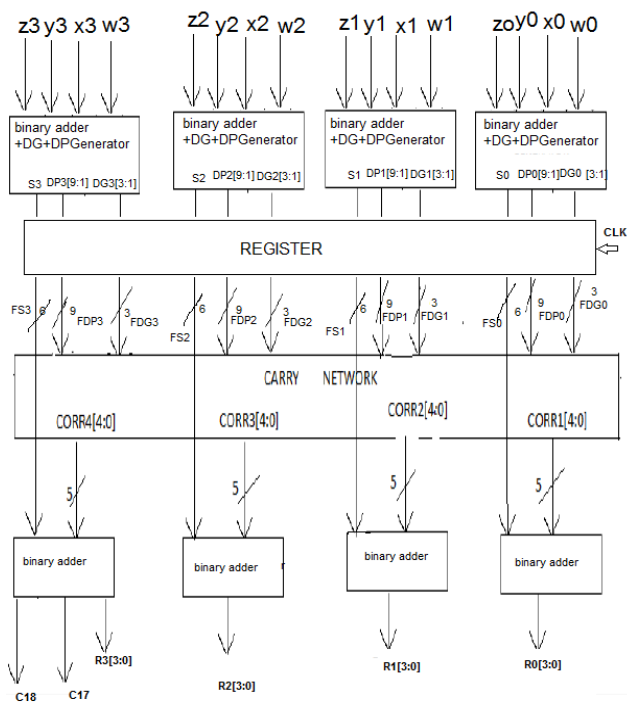 z3 y3 x3 w3 z2 y2 x2 w2 z1 y1 x1 w1 zo y0 x0 w0
binary adder
+DG+DPGenerator
S3 DP3[9:1] DG3[3:1]
binary adder
+DG+DPGenerator
S2 DP2[9:1] DG2[3:1]
binary adder
+DG+DPGenerator
S1 DP1[9:1] DG1[3:1]
binary adder
+DG+DPGenerator
S0 DP0[9:1] DG0 [3:1]
REGISTER
CLK
FS3 6 9 FDP3 3 FDG3
FS2 6 9 FDP2 3 FDG2
FS1 6 9 FDP1 3 FDG1
FS0 6 9 FDP0 3 FDG0
CARRY NETWORK
CORR4[4:0] CORR3[4:0] CORR2[4:0] CORR1[4:0]
5 5 5 5
binary adder binary adder binary adder binary adder
C18 C17 R3[3:0] R2[3:0] R1[3:0] R0[3:0]